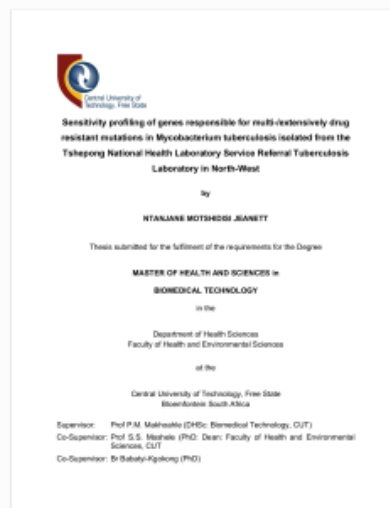 Central University of
Technology, Free State
Sensitivity profiling of genes responsible for multi-/extensively drug
resistant mutations in Mycobacterium tuberculosis isolated from the
Tshepong National Health Laboratory Service Referral Tuberculosis
Laboratory in North-West
by
NTANJANE MOTSHIDISI JEANETT
Thesis submitted for the fulfilment of the requirements for the Degree
MASTER OF HEALTH AND SCIENCES in
BIOMEDICAL TECHNOLOGY
in the
Department of Health Sciences
Faculty of Health and Environmental Sciences
at the
Central University of Technology, Free State
Bloemfontein South Africa
Supervisor: Prof P.M. Makhoahle (DHSc: Biomedical Technology, CUT)
Co-Supervisor: Prof S.S. Mashele (PhD: Dean: Faculty of Health and Environmental
Sciences, CUT
Co-Supervisor: Br (PhD)